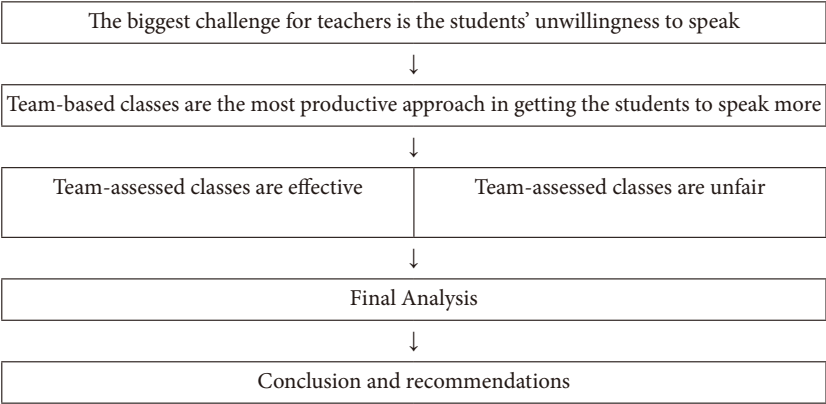 The biggest challenge for teachers is the students’ unwillingness to speak
↓
Team-based classes are the most productive approach in getting the students to speak more
↓
Team-assessed classes are effective
Team-assessed classes are unfair
↓
Final Analysis
↓
Conclusion and recommendations